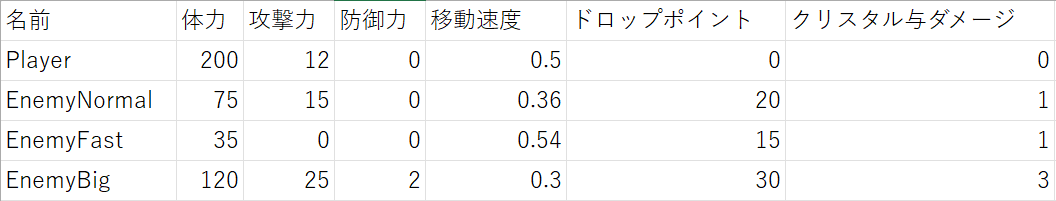 名前 体力 攻撃力 防御力 移動速度 ドロップポイント クリスタル与ダメージ
Player 200 12 0 0.5 0 0
EnemyNormal 75 15 0 0.36 20 1
EnemyFast 35 0 0 0.54 15 1
EnemyBig 120 25 2 0.3 30 3